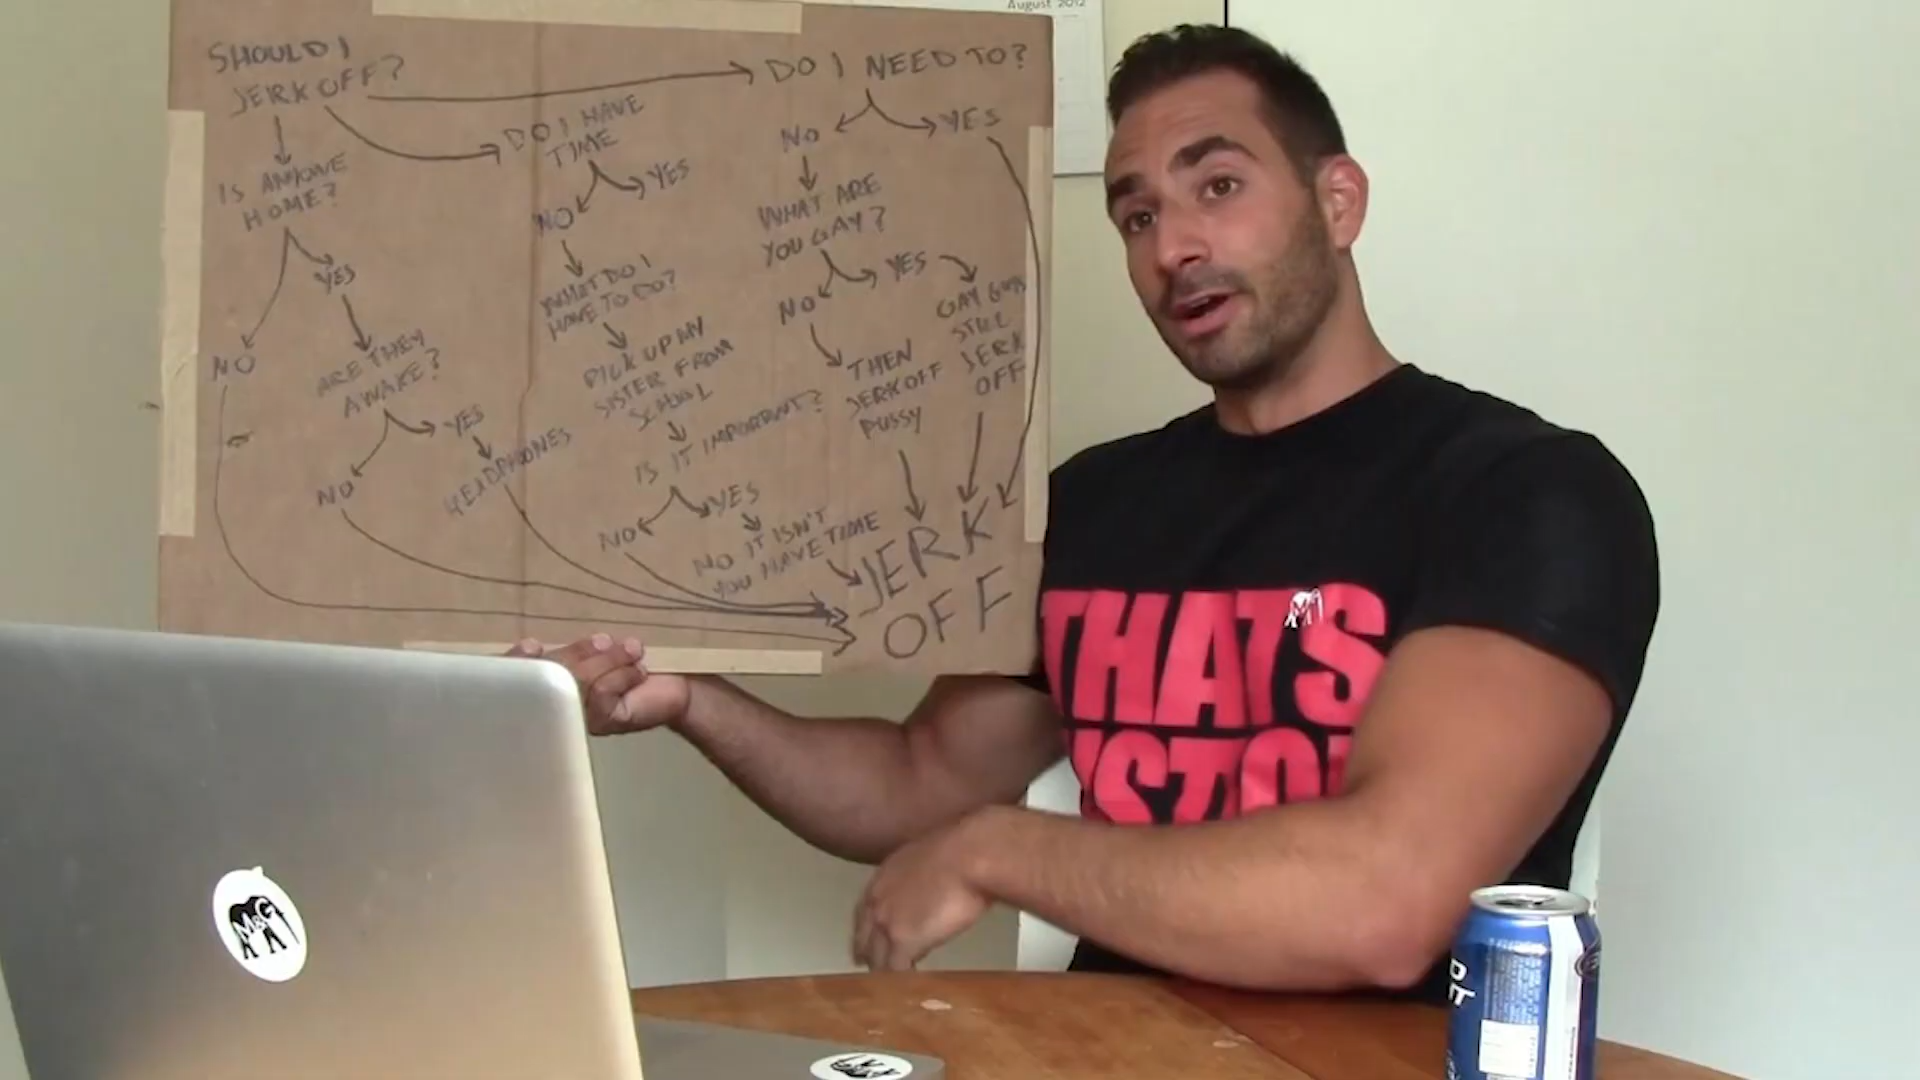 August 2012
SHOULD I
JERK OFF?
DO I NEED TO?
DO I HAVE
TIME
NO
YES
IS ANYONE
HOME?
NO
YES
WHAT ARE
YOU GAY?
YES
NO
YES
NO
WHAT DO I
HAVE TO DO?
NO
YES
GAY GUYS
STILL
JERK
OFF
ARE THEY
AWAKE?
PICK UP MY
SISTER FROM
SCHOOL
THEN
JERK OFF
PUSSY
YES
NO
HEADPHONES
IS IT IMPORTANT?
NO
YES
NO IT ISN'T
YOU HAVE TIME
JERK
OFF
THAT'S
M&G